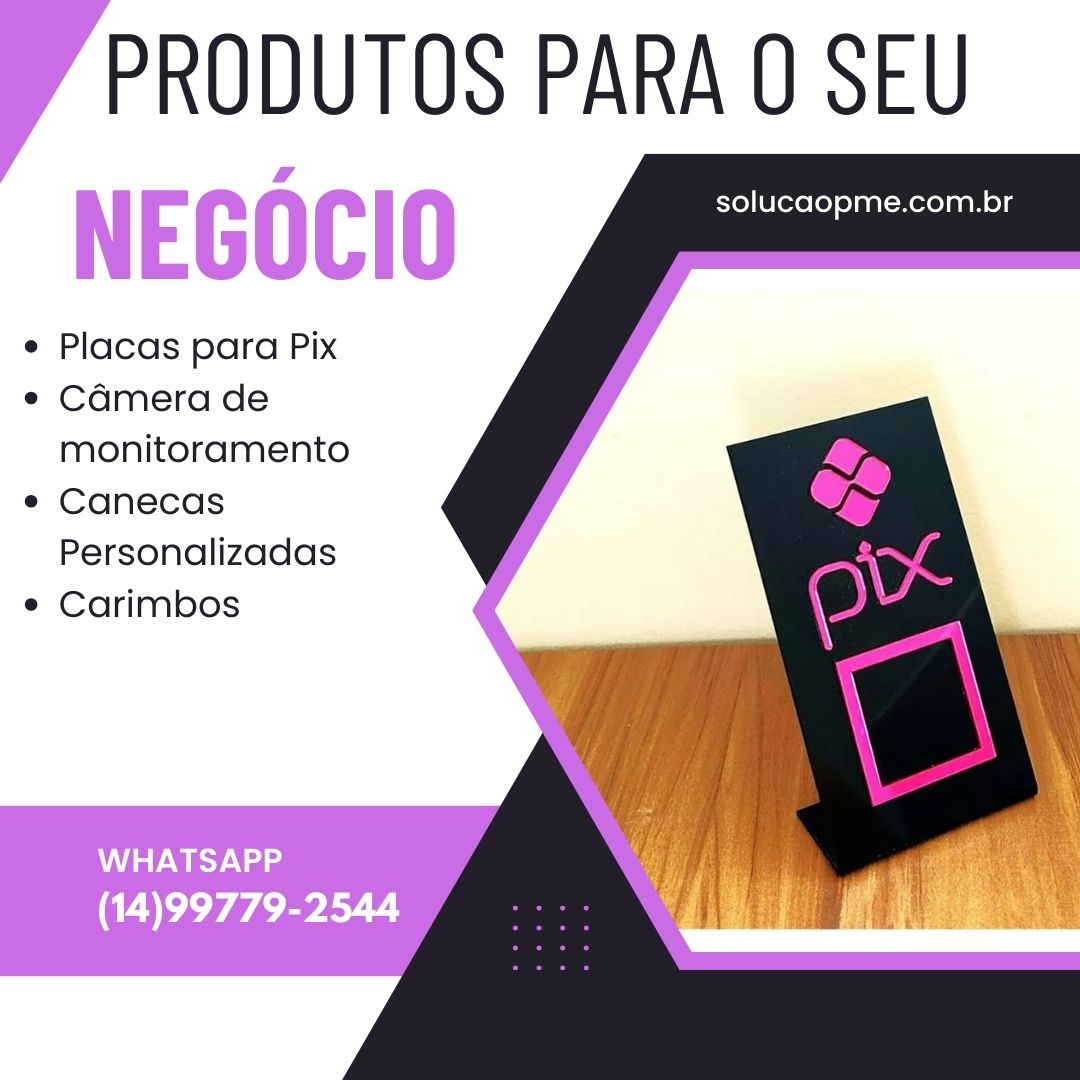 PRODUTOS PARA O SEU
NEGÓCIO
solucaopme.com.br
Placas para Pix
Câmera de
monitoramento
Canecas
Personalizadas
Carimbos
pix
WHATSAPP
(14)99779-2544